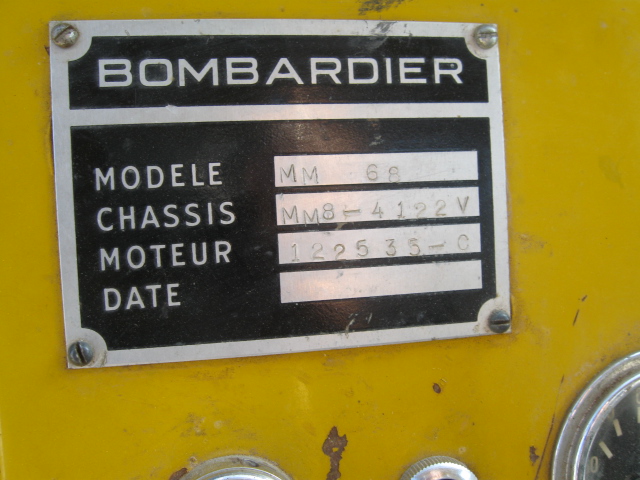 BOMBARDIER
MODELE MM 68
CHASSIS MM8-4122V
MOTEUR 122535-C
DATE